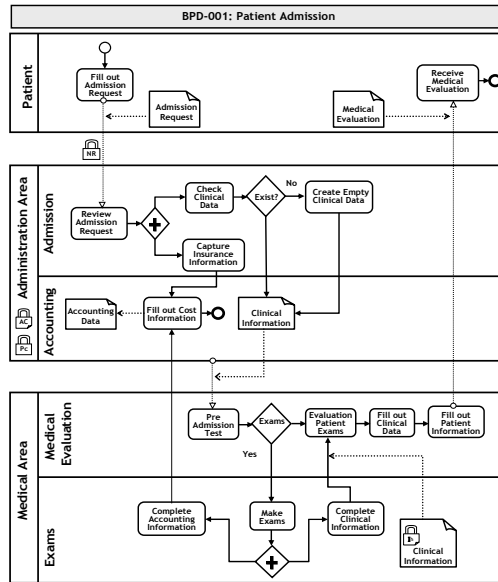 BPD-001: Patient Admission
Patient
Fill out
Admission
Request
Admission
Request
Medical
Evaluation
Receive
Medical
Evaluation
NR
Administration Area
AC
Pc
Admission
Review
Admission
Request
Check
Clinical
Data
Exist?
No
Create Empty
Clinical Data
Capture
Insurance
Information
Accounting
Accounting
Data
Fill out Cost
Information
Clinical
Information
Medical Area
Medical
Evaluation
Pre
Admission
Test
Exams
Yes
Evaluation
Patient
Exams
Fill out
Clinical
Data
Fill out
Patient
Information
Exams
Complete
Accounting
Information
Make
Exams
Complete
Clinical
Information
Clinical
Information